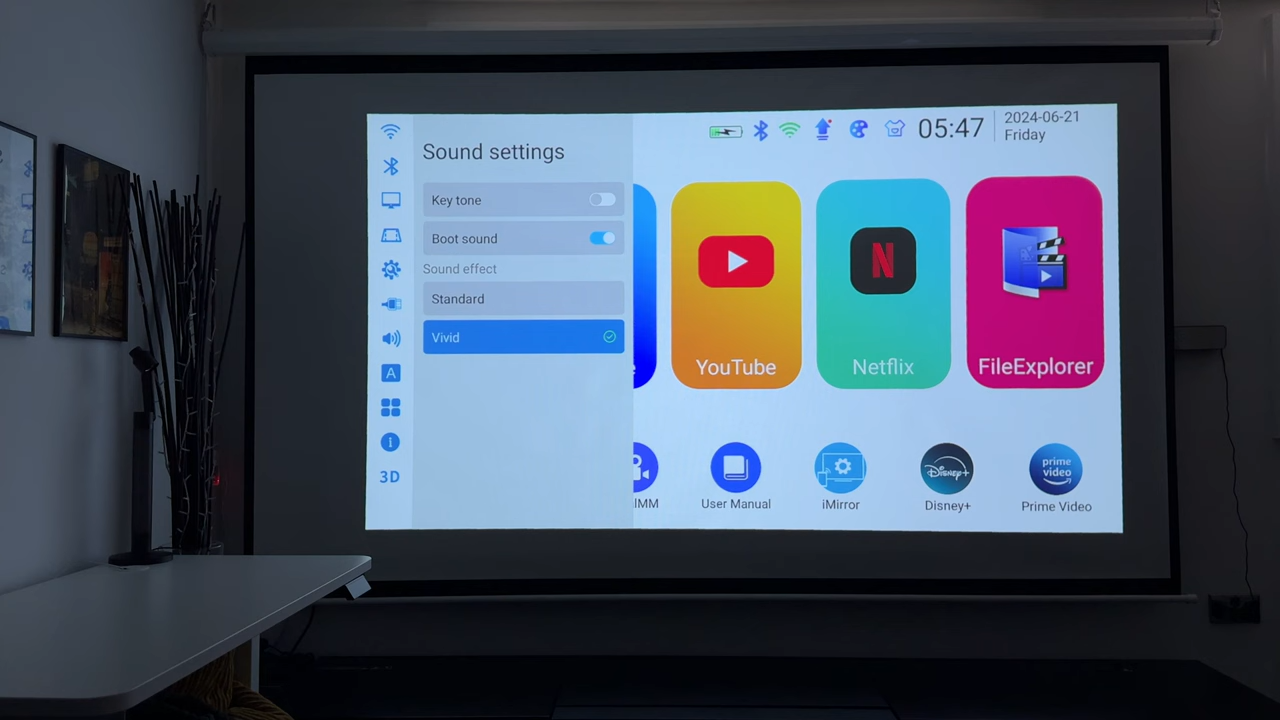 Sound settings
Key tone
Boot sound
Sound effect
Standard
Vivid
A
i
3D
05:47
2024-06-21
Friday
e
YouTube
N
Netflix
FileExplorer
IMM
User Manual
iMirror
Disney+
Disney+
prime
video
Prime Video